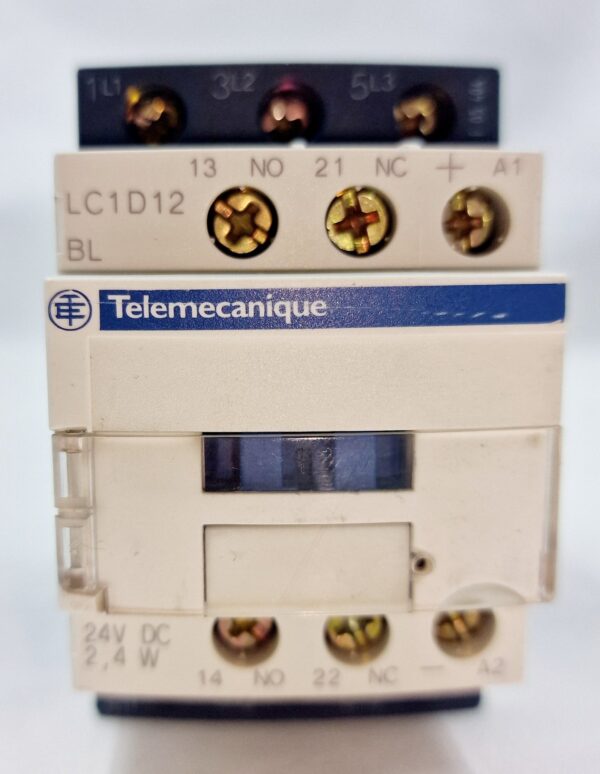 1L1 3L2 5L3
13 NO 21 NC + A1
LC1D12
BL
Telemecanique
24V DC
2,4 W
14 NO 22 NC — A2